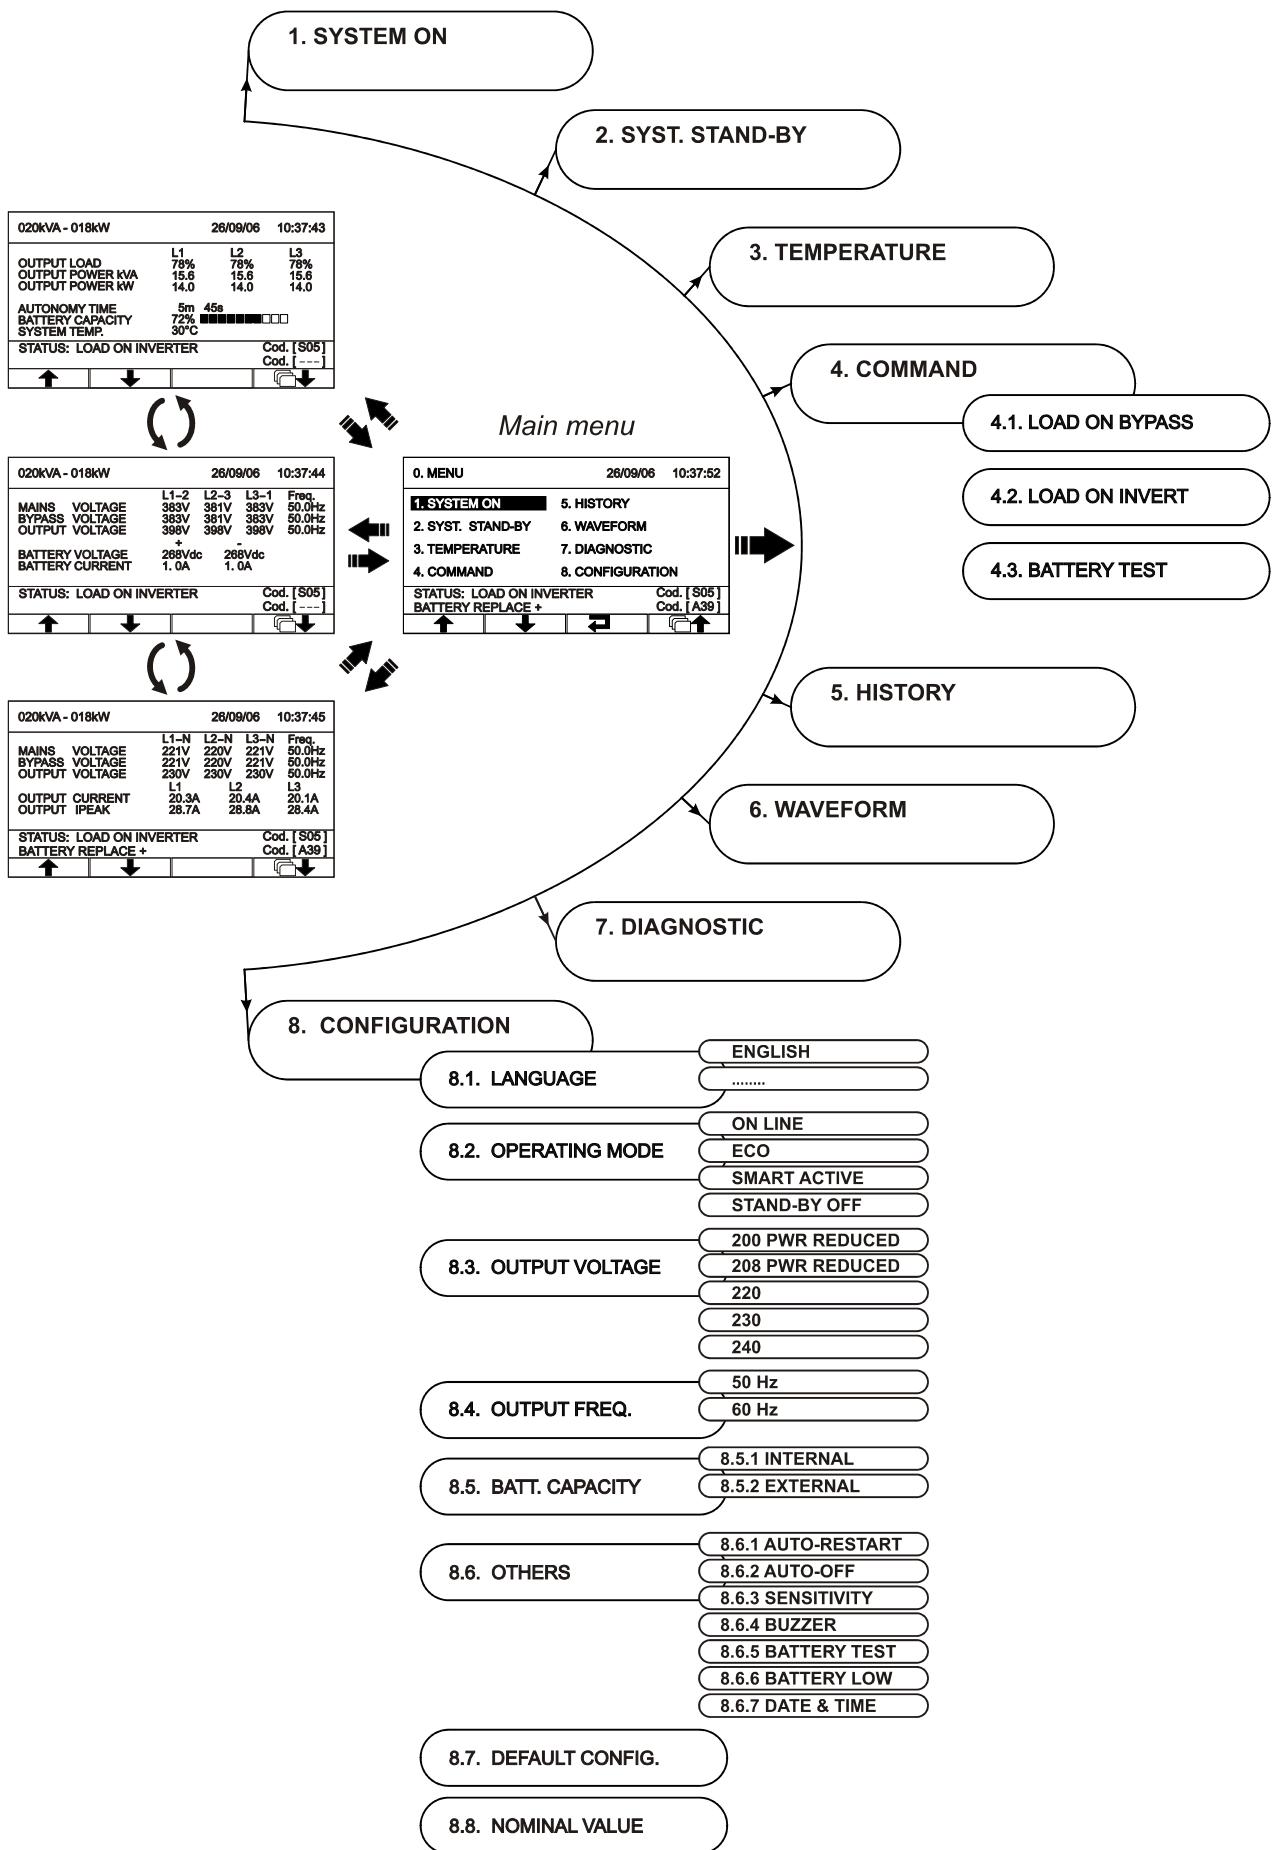 1. SYSTEM ON
2. SYST. STAND-BY
3. TEMPERATURE
4. COMMAND
4.1. LOAD ON BYPASS
4.2. LOAD ON INVERT
4.3. BATTERY TEST
020kVA - 018kW 26/09/06 10:37:43
L1 L2 L3
OUTPUT LOAD 78% 78% 78%
OUTPUT POWER kVA 15.6 15.6 15.6
OUTPUT POWER kW 14.0 14.0 14.0
AUTONOMY TIME 5m 45s
BATTERY CAPACITY 72%
SYSTEM TEMP. 30°C
STATUS: LOAD ON INVERTER Cod. [S05]
Cod. [---]
020kVA - 018kW 26/09/06 10:37:44
L1-2 L2-3 L3-1 Freq.
MAINS VOLTAGE 383V 381V 383V 50.0Hz
BYPASS VOLTAGE 383V 381V 383V 50.0Hz
OUTPUT VOLTAGE 398V 398V 398V 50.0Hz
+ -
BATTERY VOLTAGE 268Vdc 268Vdc
BATTERY CURRENT 1. 0A 1. 0A
STATUS: LOAD ON INVERTER Cod. [S05]
Cod. [---]
Main menu
0. MENU 26/09/06 10:37:52
1. SYSTEM ON 5. HISTORY
2. SYST. STAND-BY 6. WAVEFORM
3. TEMPERATURE 7. DIAGNOSTIC
4. COMMAND 8. CONFIGURATION
STATUS: LOAD ON INVERTER Cod. [S05]
BATTERY REPLACE + Cod. [A39]
020kVA - 018kW 26/09/06 10:37:45
L1-N L2-N L3-N Freq.
MAINS VOLTAGE 221V 220V 221V 50.0Hz
BYPASS VOLTAGE 221V 220V 221V 50.0Hz
OUTPUT VOLTAGE 230V 230V 230V 50.0Hz
L1 L2 L3
OUTPUT CURRENT 20.3A 20.4A 20.1A
OUTPUT IPEAK 28.7A 28.8A 28.4A
STATUS: LOAD ON INVERTER Cod. [S05]
BATTERY REPLACE + Cod. [A39]
5. HISTORY
6. WAVEFORM
7. DIAGNOSTIC
8. CONFIGURATION
8.1. LANGUAGE
ENGLISH
........
8.2. OPERATING MODE
ON LINE
ECO
SMART ACTIVE
STAND-BY OFF
8.3. OUTPUT VOLTAGE
200 PWR REDUCED
208 PWR REDUCED
220
230
240
8.4. OUTPUT FREQ.
50 Hz
60 Hz
8.5. BATT. CAPACITY
8.5.1 INTERNAL
8.5.2 EXTERNAL
8.6. OTHERS
8.6.1 AUTO-RESTART
8.6.2 AUTO-OFF
8.6.3 SENSITIVITY
8.6.4 BUZZER
8.6.5 BATTERY TEST
8.6.6 BATTERY LOW
8.6.7 DATE & TIME
8.7. DEFAULT CONFIG.
8.8. NOMINAL VALUE